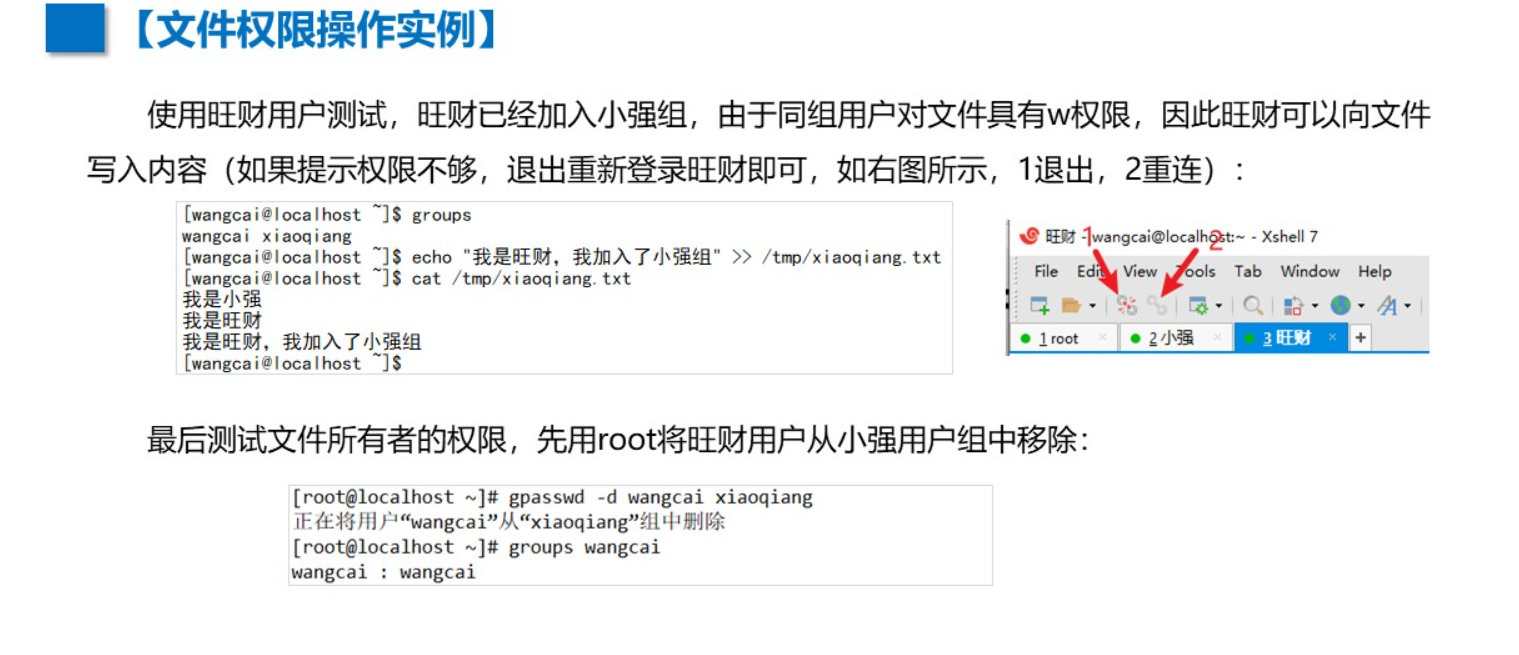 【文件权限操作实例】
使用旺财用户测试，旺财已经加入小强组，由于同组用户对文件具有w权限，因此旺财可以向文件
写入内容（如果提示权限不够，退出重新登录旺财即可，如右图所示，1退出，2重连）：
[wangcai@localhost ~]$ groups
wangcai xiaoqiang
[wangcai@localhost ~]$ echo "我是旺财，我加入了小强组" >> /tmp/xiaoqiang.txt
[wangcai@localhost ~]$ cat /tmp/xiaoqiang.txt
我是小强
我是旺财
我是旺财，我加入了小强组
[wangcai@localhost ~]$
旺财 - wangcai@localhost:~ - Xshell 7
1 2
File Edit View Tools Tab Window Help
1 root × 2 小强 × 3 旺财 × +
最后测试文件所有者的权限，先用root将旺财用户从小强用户组中移除：
[root@localhost ~]# gpasswd -d wangcai xiaoqiang
正在将用户“wangcai”从“xiaoqiang”组中删除
[root@localhost ~]# groups wangcai
wangcai : wangcai